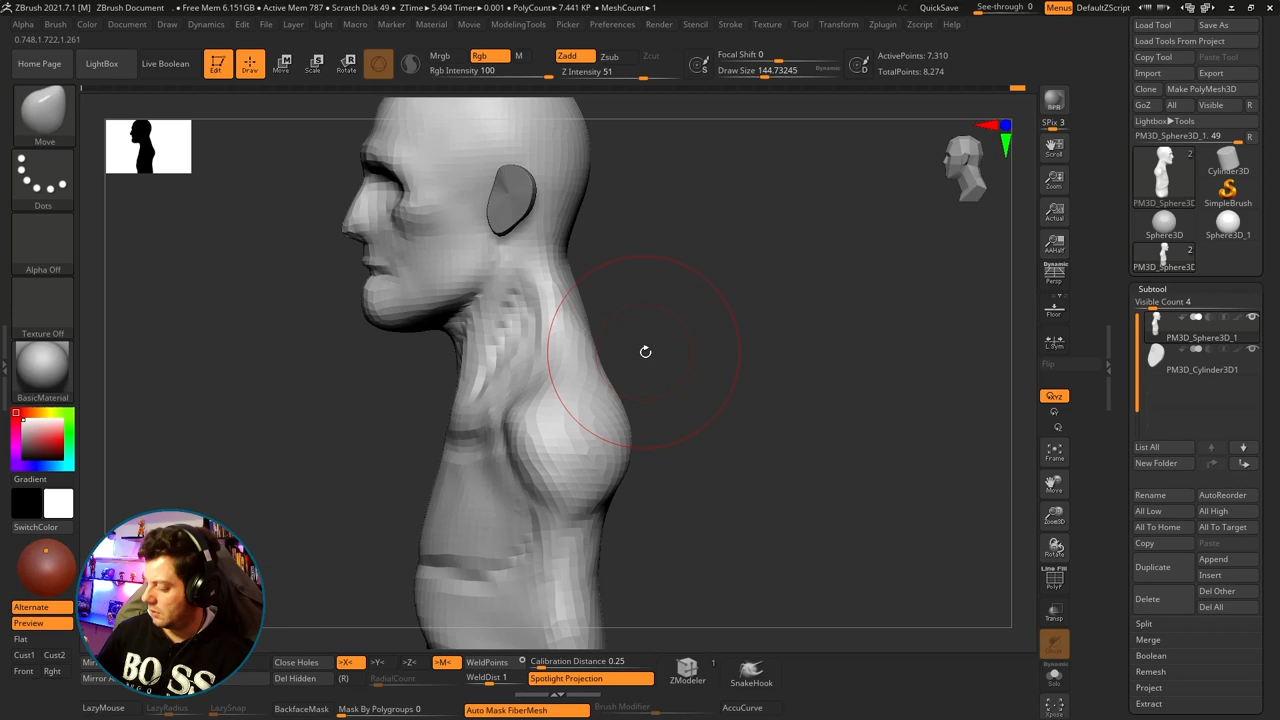 ZBrush 2021.7.1 [M]
ZBrush Document
• Free Mem 6.151GB • Active Mem 787 • Scratch Disk 49 • ZTime►5.494 Timer►0.001 • PolyCount►7.441 KP • MeshCount►1
AC
QuickSave
See-through 0
Menus
DefaultZScript
Alpha Brush Color Document Draw Dynamics Edit File Layer Light Macro Marker Material Movie ModelingTools Picker Preferences Render Stencil Stroke Texture Tool Transform Zplugin Zscript Help
0.748,1.722,1.261
Home Page
LightBox
Live Boolean
Edit
Draw
Move
Scale
Rotate
Mrgb
Rgb
M
Rgb Intensity 100
Zadd
Zsub
Zcut
Z Intensity 51
S
Focal Shift 0
Draw Size 144.73245
Dynamic
D
ActivePoints: 7,310
TotalPoints: 8,274
Move
Dots
Alpha Off
Texture Off
BasicMaterial
Gradient
SwitchColor
Alternate
Preview
Flat
Cust1 Cust2
Front Rght
BOSS
BPR
SPix 3
Scroll
Zoom
Actual
AAHalf
Dynamic
Persp
Floor
L.Sym
Flip
XYZ
Frame
Move
Zoom3D
Rotate
Line Fill
PolyF
Transp
Ghost
Dynamic
Solo
Xpose
Load Tool
Save As
Load Tools From Project
Copy Tool
Paste Tool
Import
Export
Clone
Make PolyMesh3D
GoZ
All
Visible
R
Lightbox►Tools
PM3D_Sphere3D_1. 49
R
2
PM3D_Sphere3D
Cylinder3D
SimpleBrush
Sphere3D
Sphere3D_1
2
PM3D_Sphere3D
Subtool
Visible Count 4
PM3D_Sphere3D_1
PM3D_Cylinder3D1
List All
New Folder
Rename
AutoReorder
All Low
All High
All To Home
All To Target
Copy
Paste
Duplicate
Append
Insert
Delete
Del Other
Del All
Split
Merge
Boolean
Remesh
Project
Extract
Close Holes
>X<
>Y<
>Z<
>M<
WeldPoints
Calibration Distance 0.25
Del Hidden
(R)
RadialCount
WeldDist 1
Spotlight Projection
1
ZModeler
SnakeHook
LazyMouse
LazyRadius
LazySnap
BackfaceMask
Mask By Polygroups 0
Auto Mask FiberMesh
Brush Modifier
AccuCurve